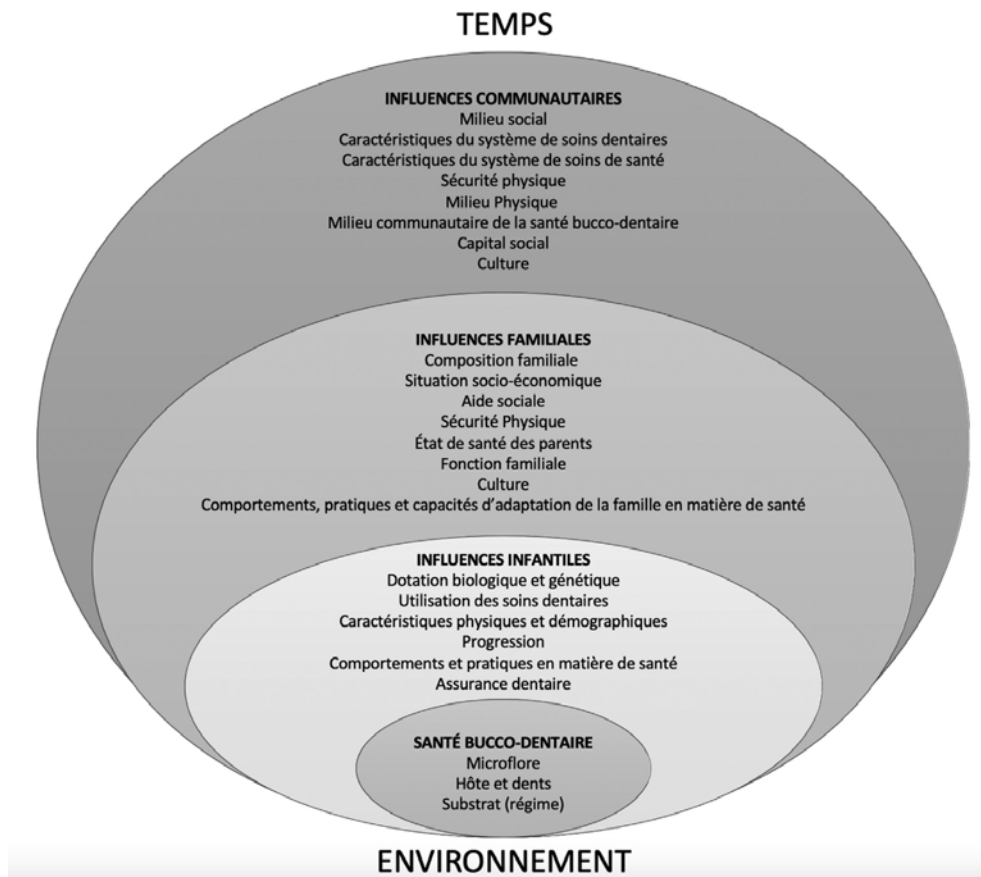 TEMPS
INFLUENCES COMMUNAUTAIRES
Milieu social
Caractéristiques du système de soins dentaires
Caractéristiques du système de soins de santé
Sécurité physique
Milieu Physique
Milieu communautaire de la santé bucco-dentaire
Capital social
Culture
INFLUENCES FAMILIALES
Composition familiale
Situation socio-économique
Aide sociale
Sécurité Physique
État de santé des parents
Fonction familiale
Culture
Comportements, pratiques et capacités d’adaptation de la famille en matière de santé
INFLUENCES INFANTILES
Dotation biologique et génétique
Utilisation des soins dentaires
Caractéristiques physiques et démographiques
Progression
Comportements et pratiques en matière de santé
Assurance dentaire
SANTÉ BUCCO-DENTAIRE
Microflore
Hôte et dents
Substrat (régime)
ENVIRONNEMENT